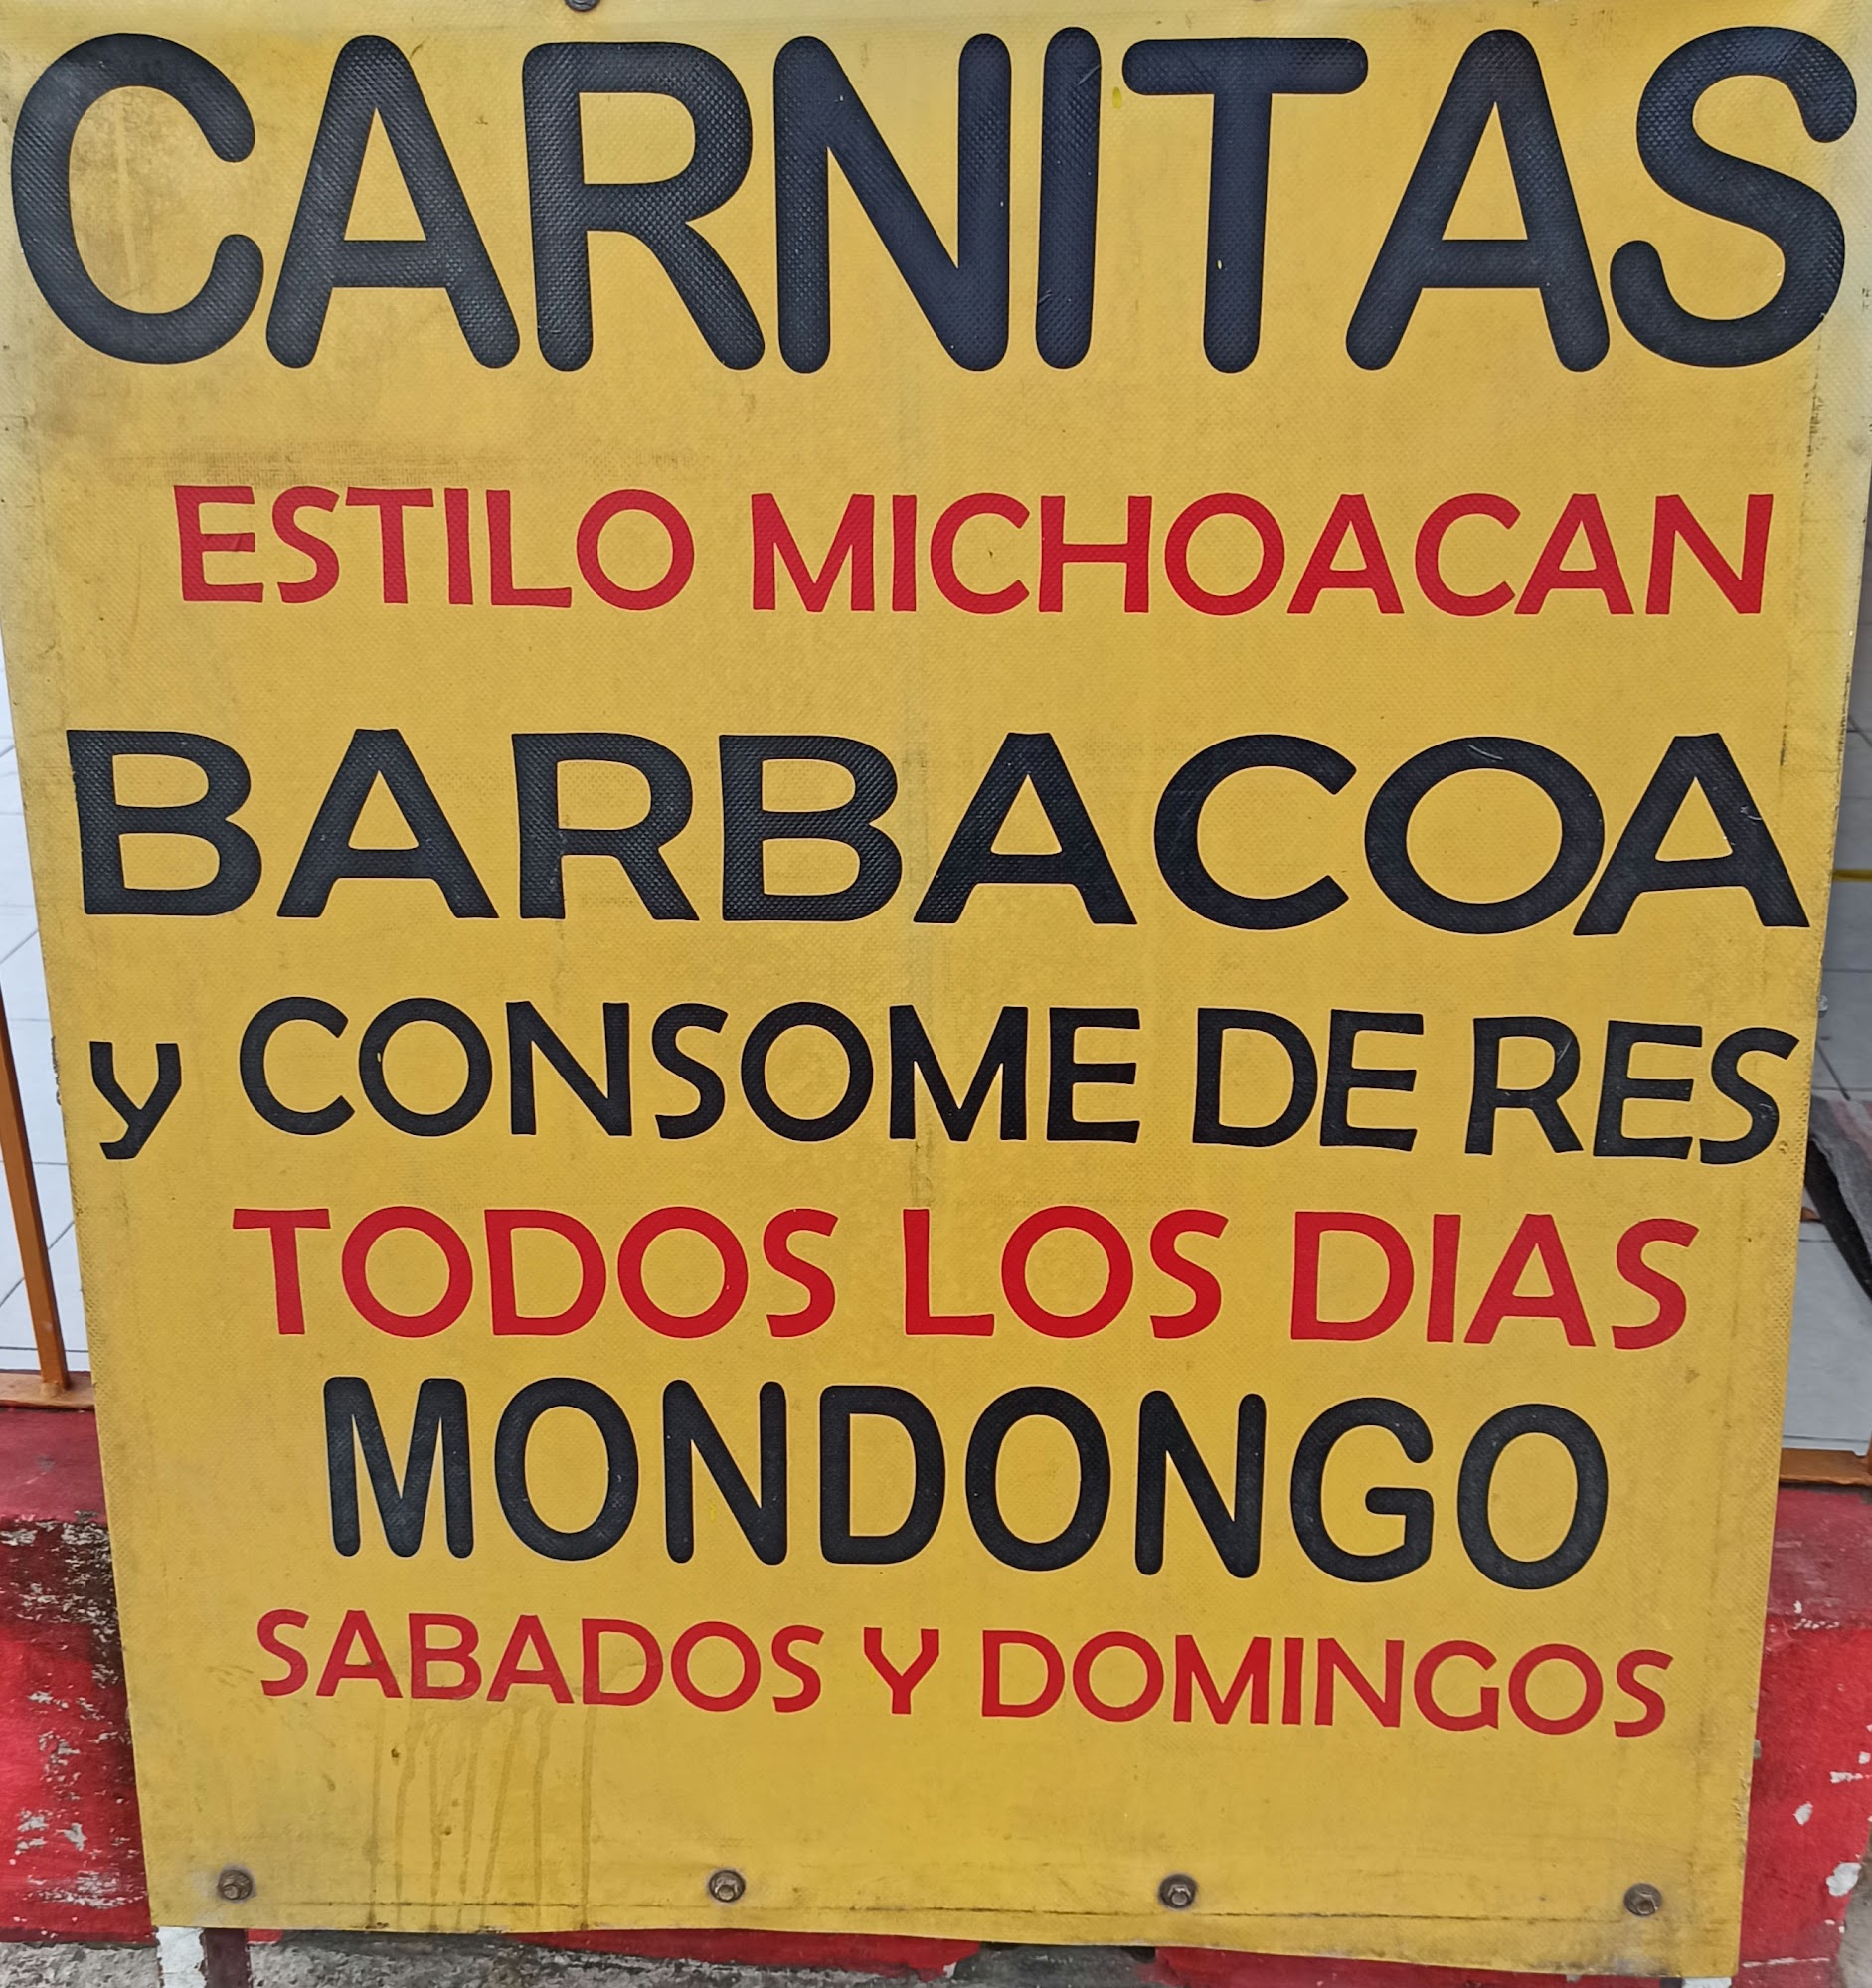 CARNITAS
ESTILO MICHOACAN
BARBACOA
y CONSOME DE RES
TODOS LOS DIAS
MONDONGO
SABADOS Y DOMINGOS